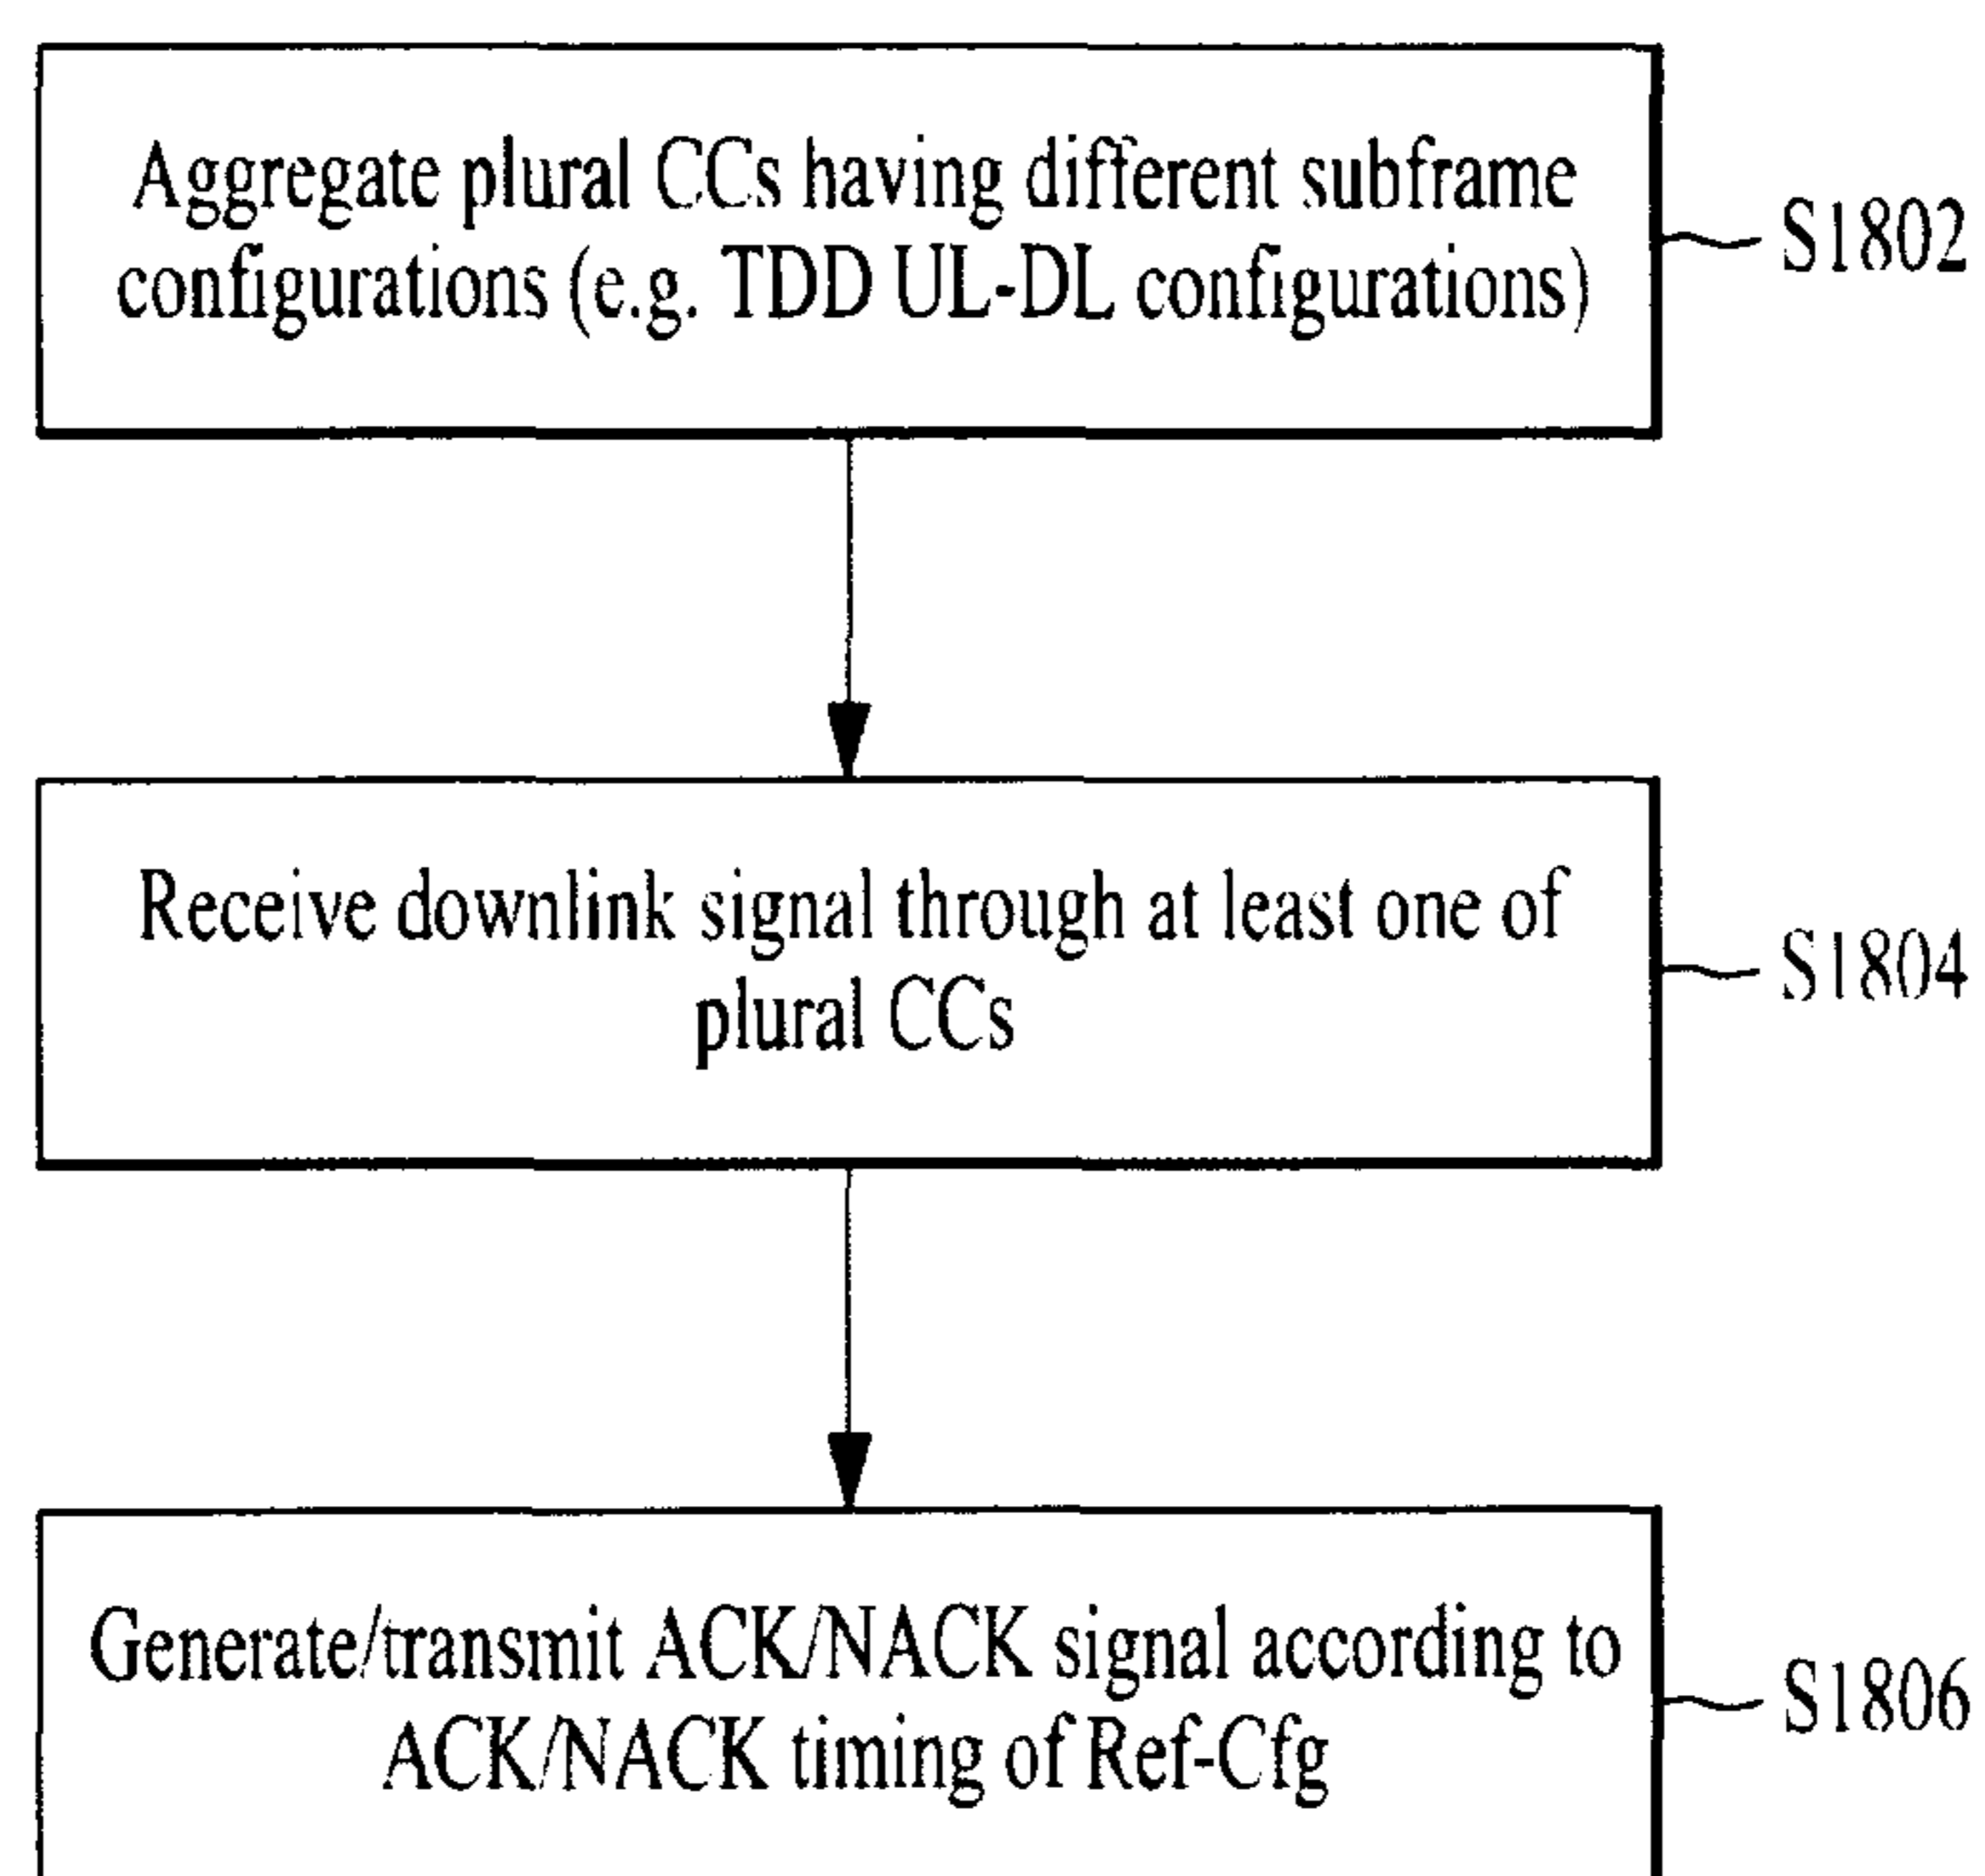 Aggregate plural CCs having different subframe
configurations (e.g. TDD UL-DL configurations)
S1802
Receive downlink signal through at least one of
plural CCs
S1804
Generate/transmit ACK/NACK signal according to
ACK/NACK timing of Ref-Cfg
S1806